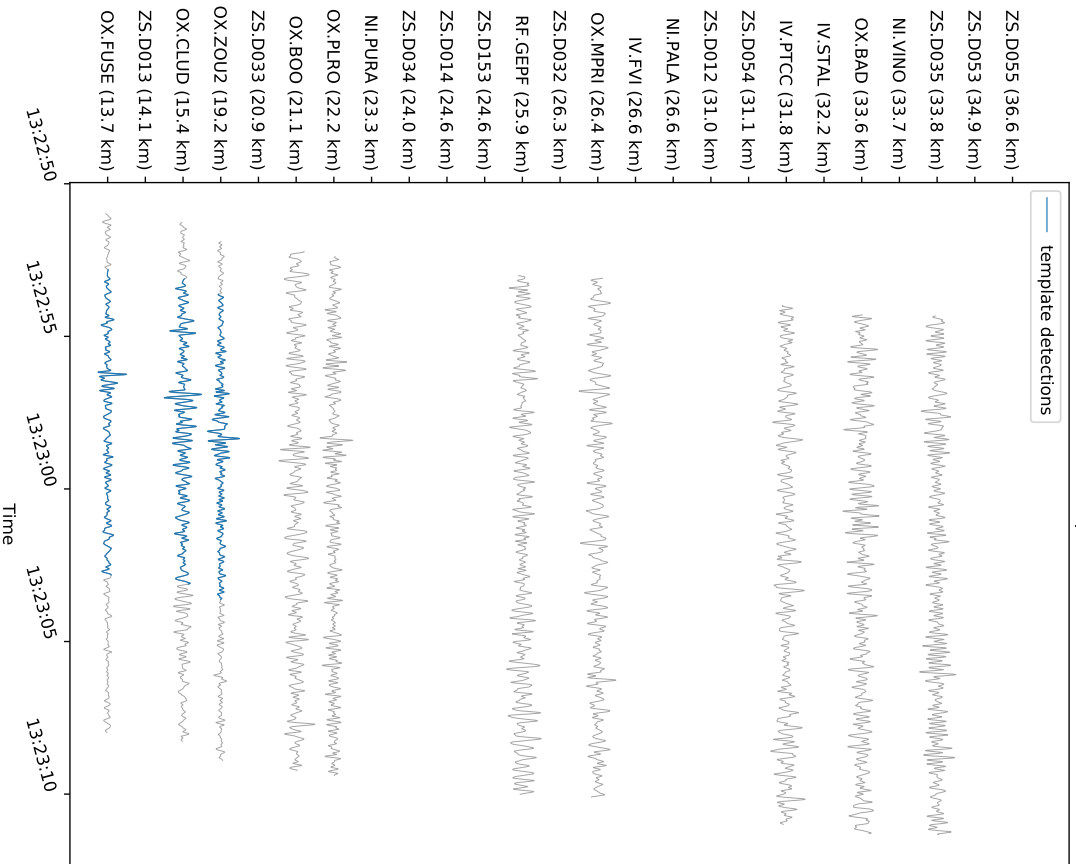 ZS.D055 (36.6 km)
ZS.D053 (34.9 km)
ZS.D035 (33.8 km)
NI.VINO (33.7 km)
OX.BAD (33.6 km)
IV.STAL (32.2 km)
IV.PTCC (31.8 km)
ZS.D054 (31.1 km)
ZS.D012 (31.0 km)
NI.PALA (26.6 km)
IV.FVI (26.6 km)
OX.MPRI (26.4 km)
ZS.D032 (26.3 km)
RF.GEPF (25.9 km)
ZS.D153 (24.6 km)
ZS.D014 (24.6 km)
ZS.D034 (24.0 km)
NI.PURA (23.3 km)
OX.PLRO (22.2 km)
OX.BOO (21.1 km)
ZS.D033 (20.9 km)
OX.ZOU2 (19.2 km)
OX.CLUD (15.4 km)
ZS.D013 (14.1 km)
OX.FUSE (13.7 km)
template detections
13:22:50
13:22:55
13:23:00
13:23:05
13:23:10
Time